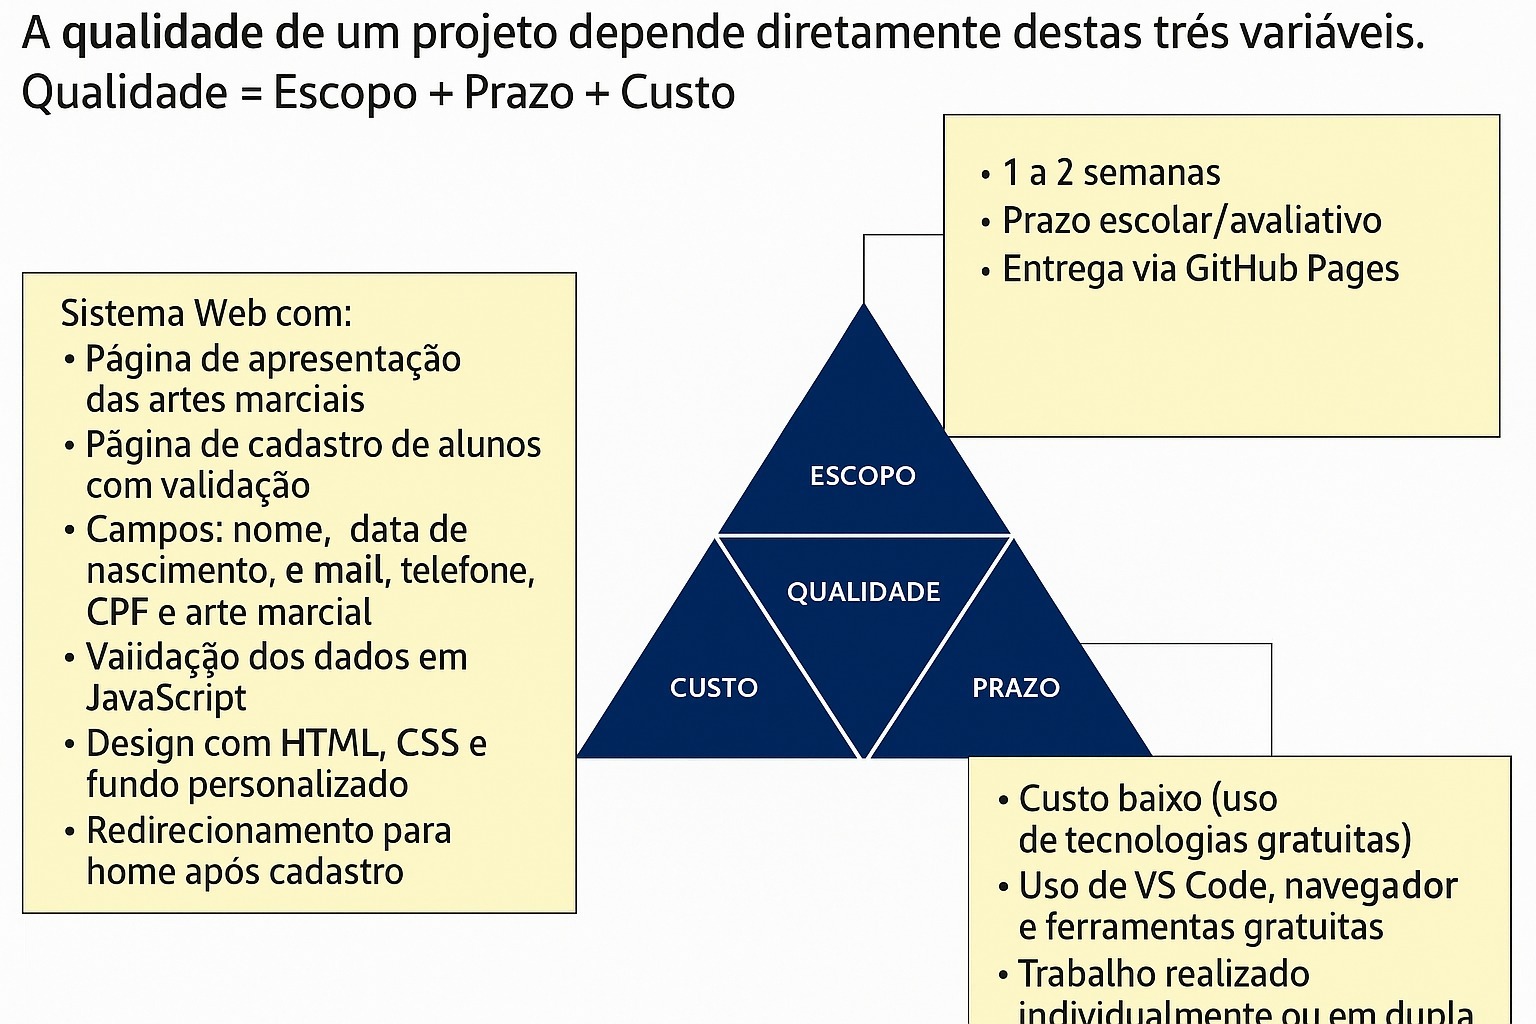 A qualidade de um projeto depende diretamente destas trés variáveis.
Qualidade = Escopo + Prazo + Custo
• 1 a 2 semanas
• Prazo escolar/avaliativo
• Entrega via GitHub Pages
Sistema Web com:
• Página de apresentação
das artes marciais
• Pãgina de cadastro de alunos
com validação
• Campos: nome, data de
nascimento, e mail, telefone,
CPF e arte marcial
• Vaiidaçãо dos dados em
JavaScript
• Design com HTML, CSS e
fundo personalizado
• Redirecionamento para
home após cadastro
ESCOPO
QUALIDADE
CUSTO
PRAZO
• Custo baixo (uso
de tecnologias gratuitas)
• Uso de VS Code, navegador
e ferramentas gratuitas
• Trabalho realizado
individualmente ou em dupla